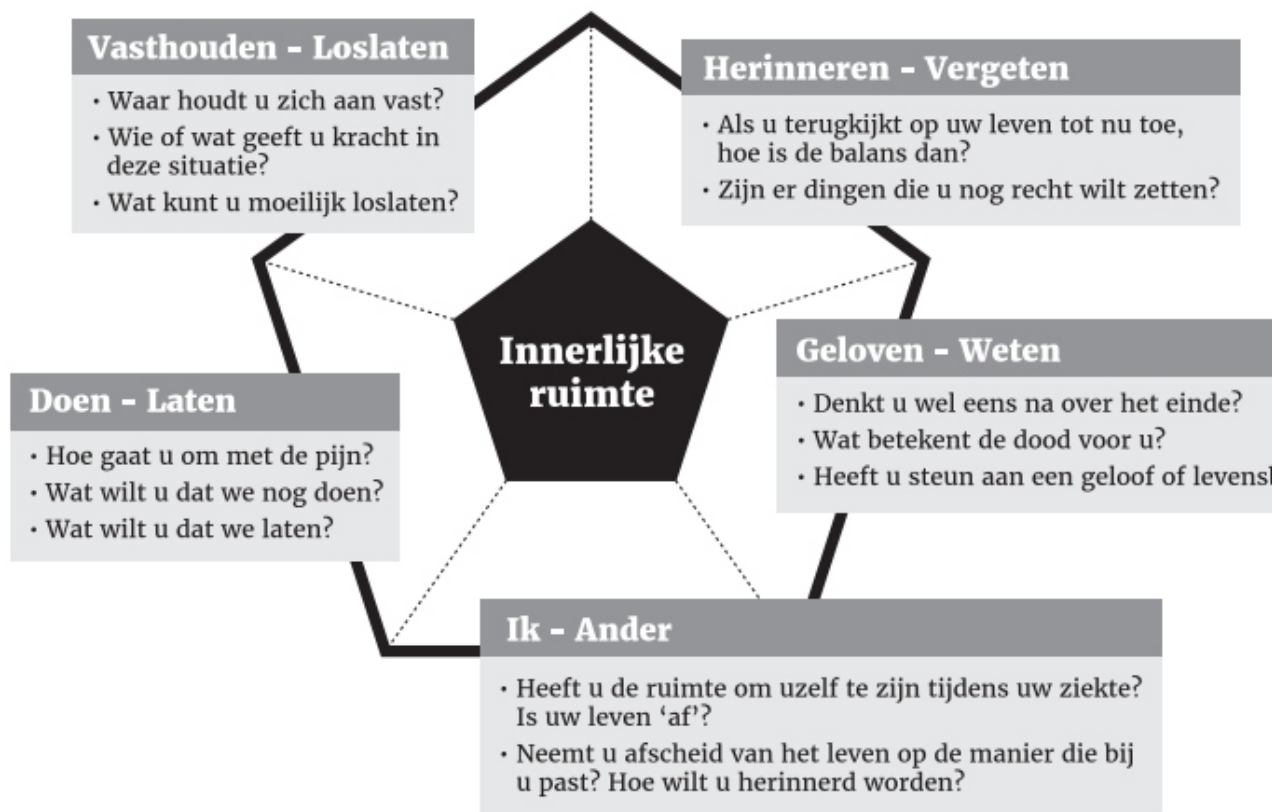 Vasthouden - Loslaten
· Waar houdt u zich aan vast?
· Wie of wat geeft u kracht in
deze situatie?
· Wat kunt u moeilijk loslaten?
Herinneren - Vergeten
· Als u terugkijkt op uw leven tot nu toe,
hoe is de balans dan?
· Zijn er dingen die u nog recht wilt zetten?
Innerlijke
ruimte
Geloven - Weten
· Denkt u wel eens na over het einde?
· Wat betekent de dood voor u?
· Heeft u steun aan een geloof of
Doen - Laten
· Hoe gaat u om met de pijn?
· Wat wilt u dat we nog doen?
· Wat wilt u dat we laten?
Ik - Ander
· Heeft u de ruimte om uzelf te zijn tijdens uw ziekte?
Is uw leven ‘af’?
· Neemt u afscheid van het leven op de manier die bij
u past? Hoe wilt u herinnerd worden?